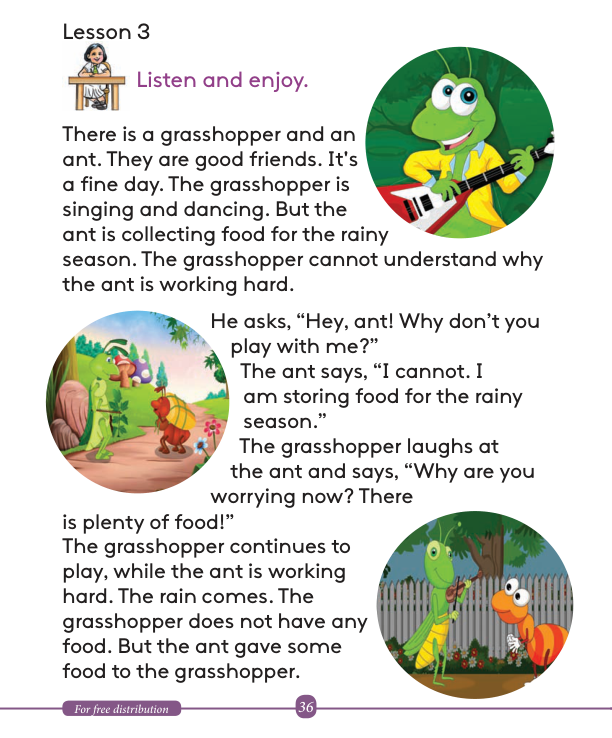 Lesson 3
Listen and enjoy.
There is a grasshopper and an
ant. They are good friends. It's
a fine day. The grasshopper is
singing and dancing. But the
ant is collecting food for the rainy
season. The grasshopper cannot understand why
the ant is working hard.
He asks, “Hey, ant! Why don’t you
play with me?”
The ant says, “I cannot. I
am storing food for the rainy
season.”
The grasshopper laughs at
the ant and says, “Why are you
worrying now? There
is plenty of food!”
The grasshopper continues to
play, while the ant is working
hard. The rain comes. The
grasshopper does not have any
food. But the ant gave some
food to the grasshopper.
For free distribution
36